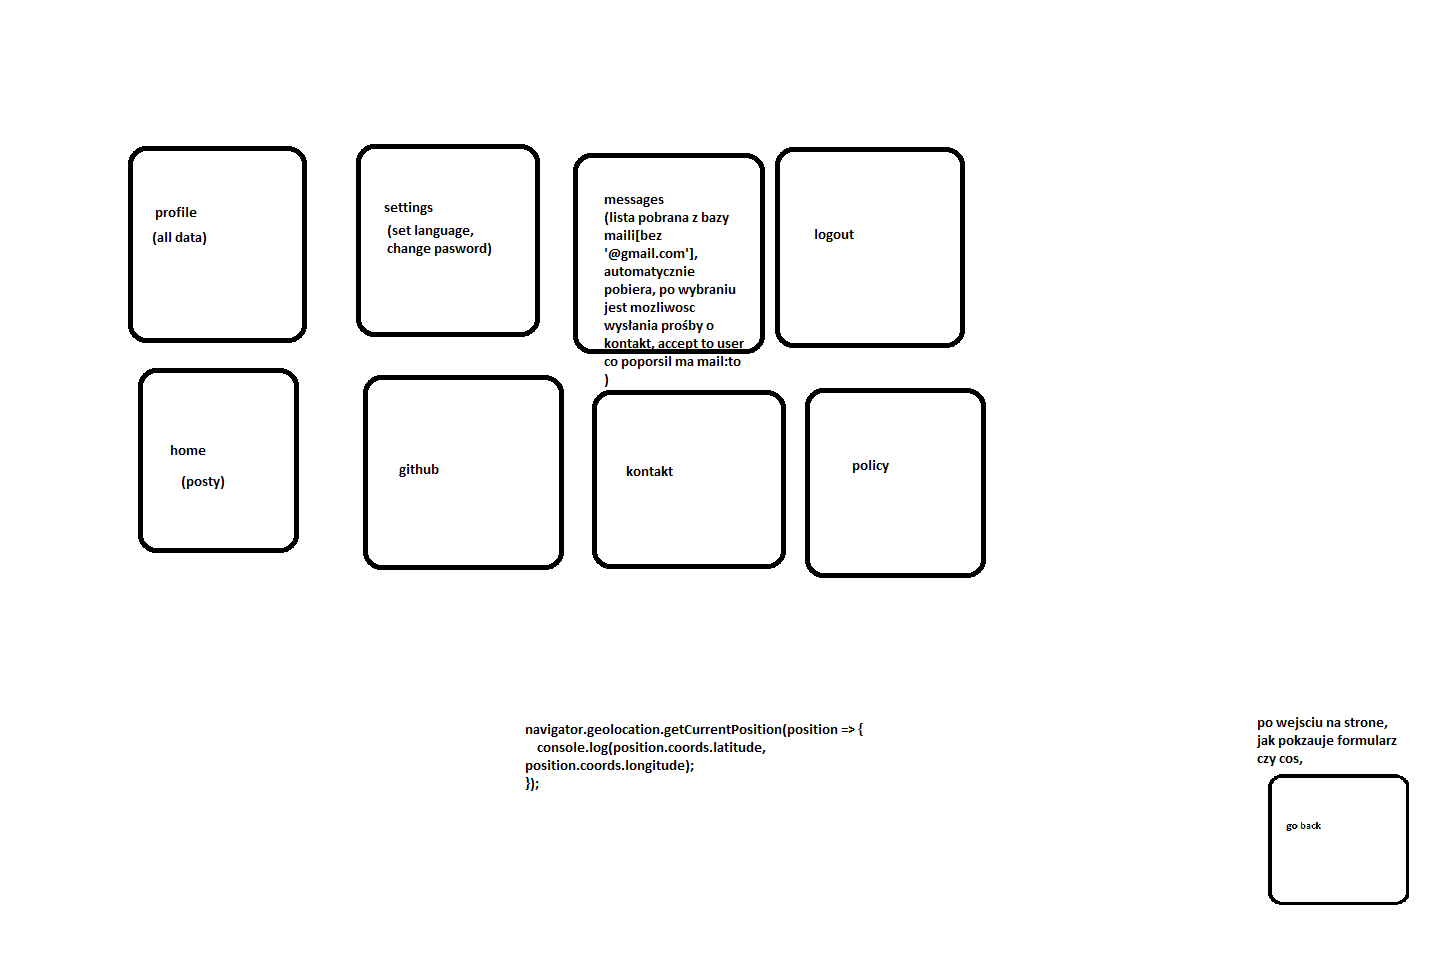 profile
(all data)
settings
(set language,
change pasword)
messages
(lista pobrana z bazy
maili[bez
'@gmail.com'],
automatycznie
pobiera, po wybraniu
jest mozliwosc
wysłania prośby o
kontakt, accept to user
co poporsil ma mail:to
)
logout
home
(posty)
github
kontakt
policy
navigator.geolocation.getCurrentPosition(position => {
console.log(position.coords.latitude,
position.coords.longitude);
});
po wejsciu na strone,
jak pokzauje formularz
czy cos,
go back